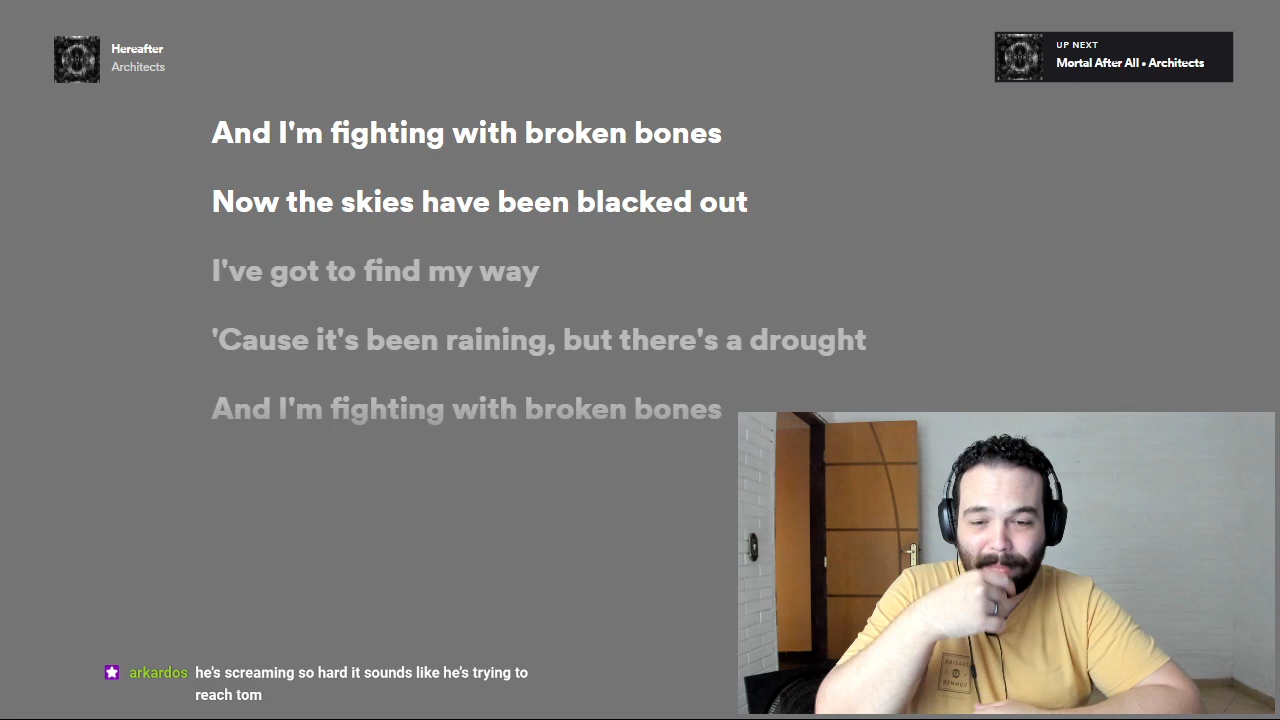 Hereafter
Architects
UP NEXT
Mortal After All • Architects
And I'm fighting with broken bones
Now the skies have been blacked out
I've got to find my way
'Cause it's been raining, but there's a drought
And I'm fighting with broken bones
arkardos he's screaming so hard it sounds like he's trying to
reach tom